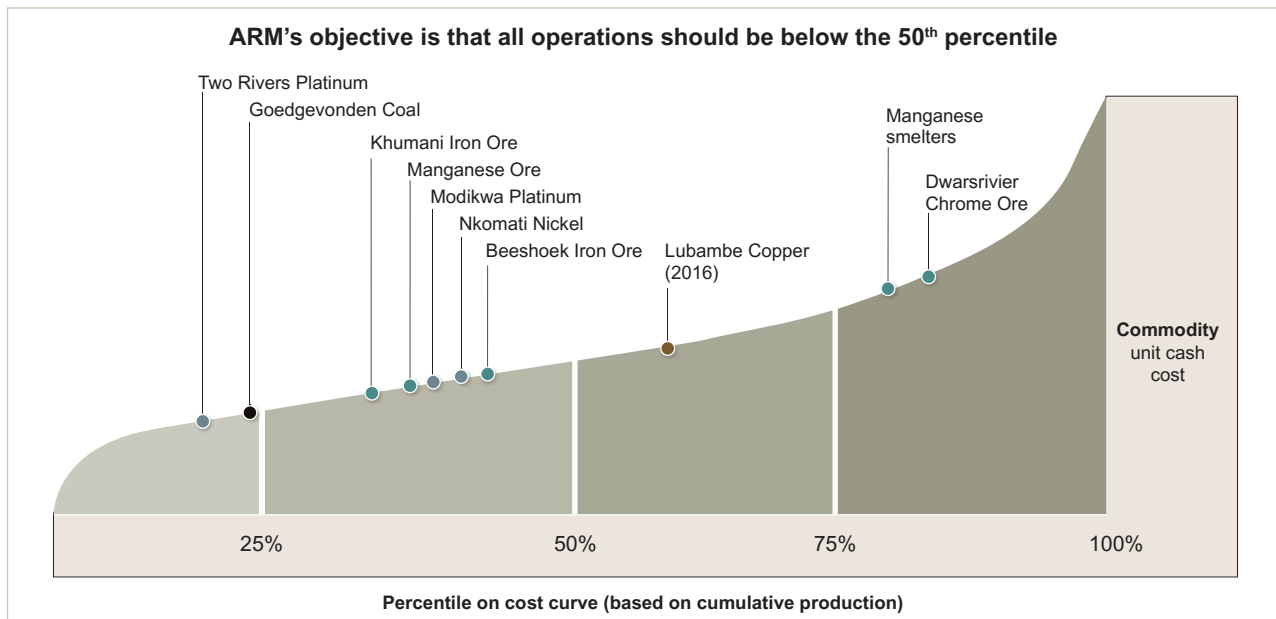 ARM's objective is that all operations should be below the 50th percentile
Two Rivers Platinum
Goedgevonden Coal
Khumani Iron Ore
Manganese Ore
Modikwa Platinum
Nkomati Nickel
Beeshoek Iron Ore
Lubambe Copper
(2016)
Manganese
smelters
Dwarsrivier
Chrome Ore
Commodity
unit cash
cost
25%
50%
75%
100%
Percentile on cost curve (based on cumulative production)